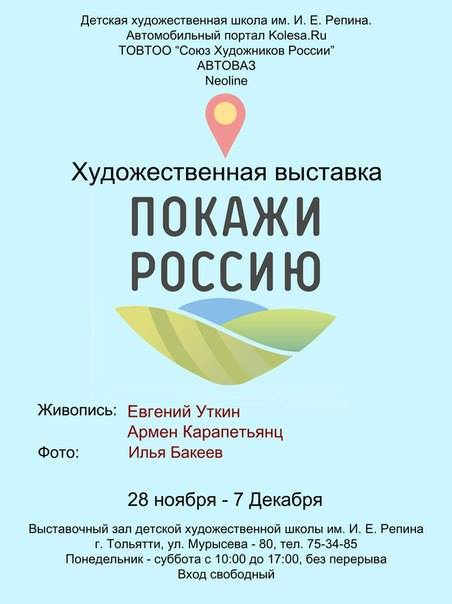 Детская художественная школа им. И. Е. Репина.
Автомобильный портал Kolesa.Ru
ТОВТОО “Союз Художников России”
АВТОВАЗ
Neoline
Художественная выставка
ПОКАЖИ
РОССИЮ
Живопись: Евгений Уткин
Армен Карапетьянц
Фото: Илья Бакеев
28 ноября - 7 Декабря
Выставочный зал детской художественной школы им. И. Е. Репина
г. Тольятти, ул. Мурысева - 80, тел. 75-34-85
Понедельник - суббота с 10:00 до 17:00, без перерыва
Вход свободный